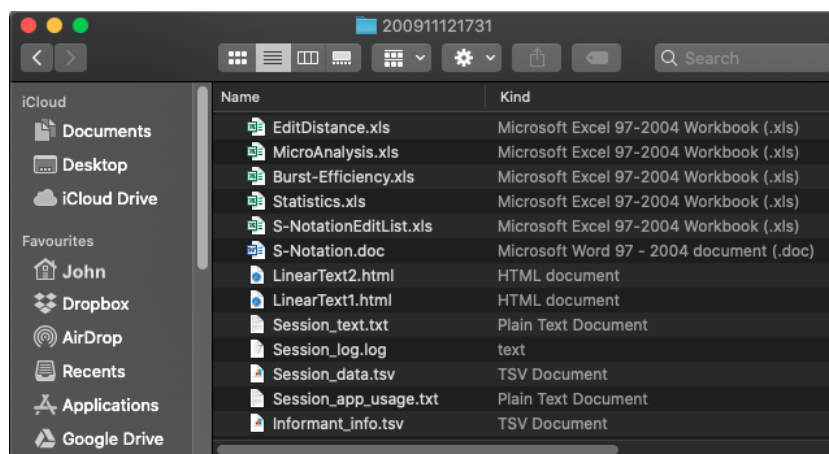 200911121731
Search
iCloud
Documents
Desktop
iCloud Drive
Favourites
John
Dropbox
AirDrop
Recents
Applications
Google Drive
Name Kind
EditDistance.xls Microsoft Excel 97-2004 Workbook (.xls)
MicroAnalysis.xls Microsoft Excel 97-2004 Workbook (.xls)
Burst-Efficiency.xls Microsoft Excel 97-2004 Workbook (.xls)
Statistics.xls Microsoft Excel 97-2004 Workbook (.xls)
S-NotationEditList.xls Microsoft Excel 97-2004 Workbook (.xls)
S-Notation.doc Microsoft Word 97 - 2004 document (.doc)
LinearText2.html HTML document
LinearText1.html HTML document
Session_text.txt Plain Text Document
Session_log.log text
Session_data.tsv TSV Document
Session_app_usage.txt Plain Text Document
Informant_info.tsv TSV Document